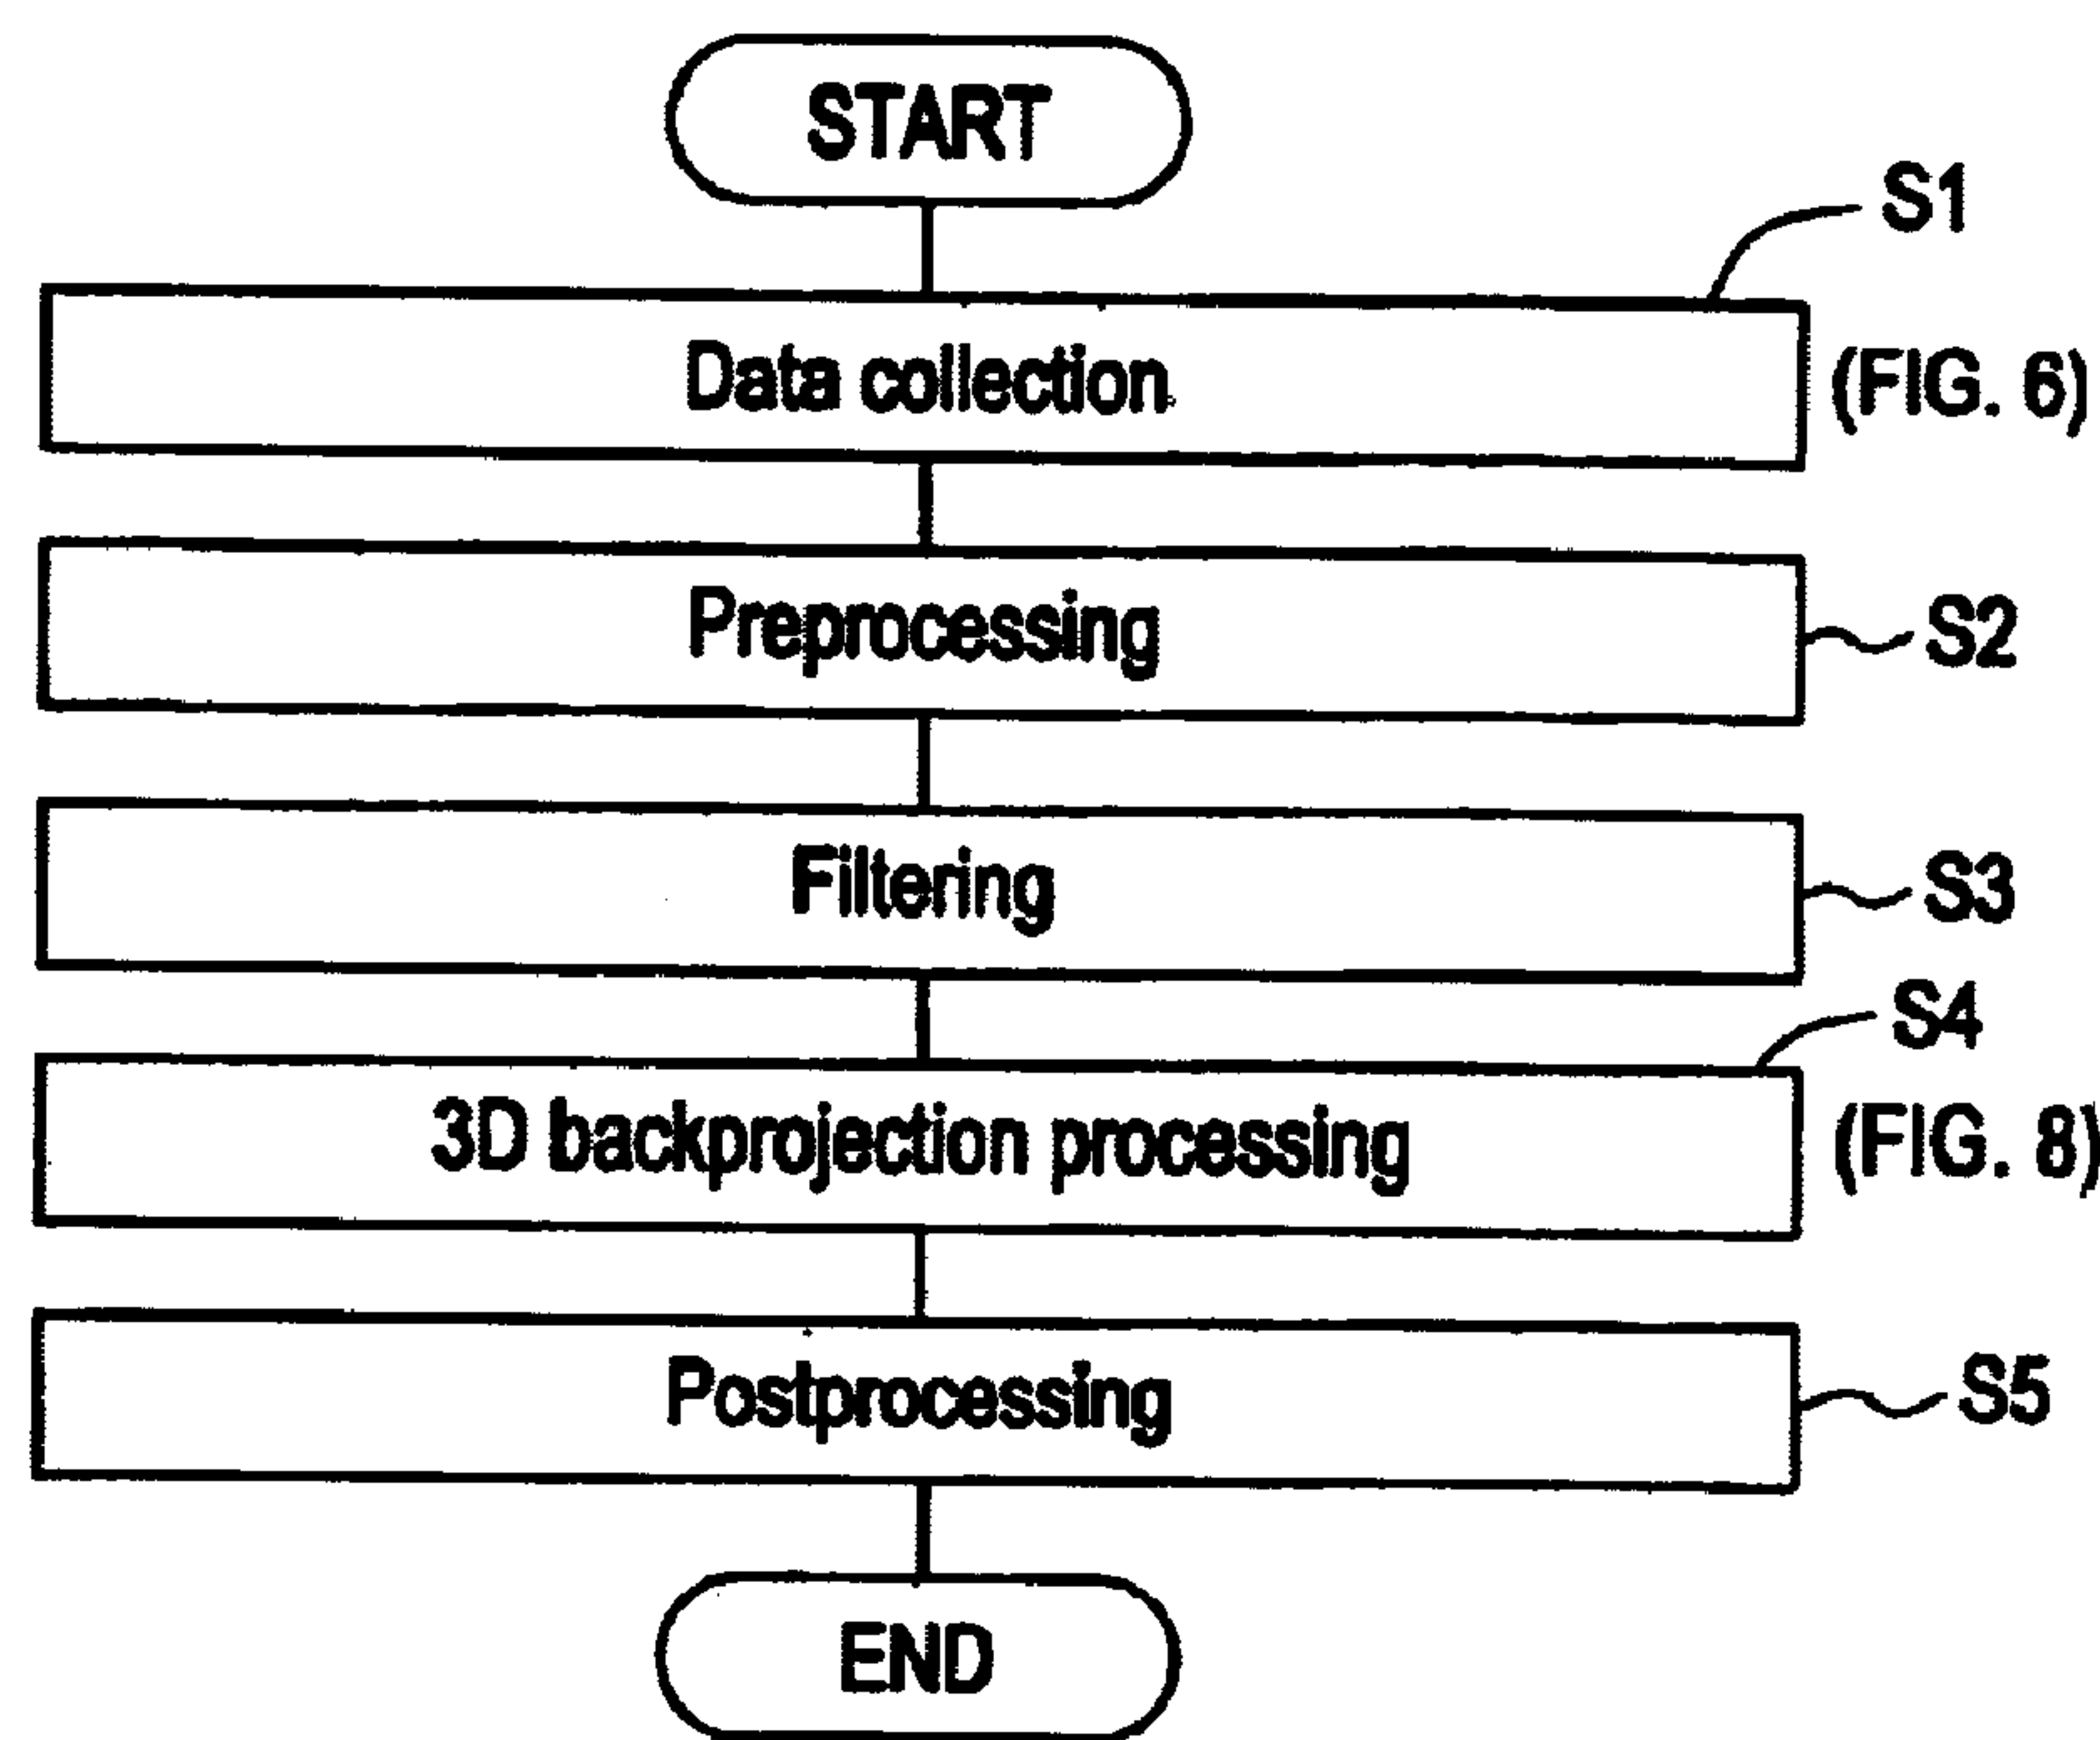 START
S1
Data collection
(FIG. 6)
Preprocessing
S2
Filtering
S3
S4
3D backprojection processing
(FIG. 8)
Postprocessing
S5
END